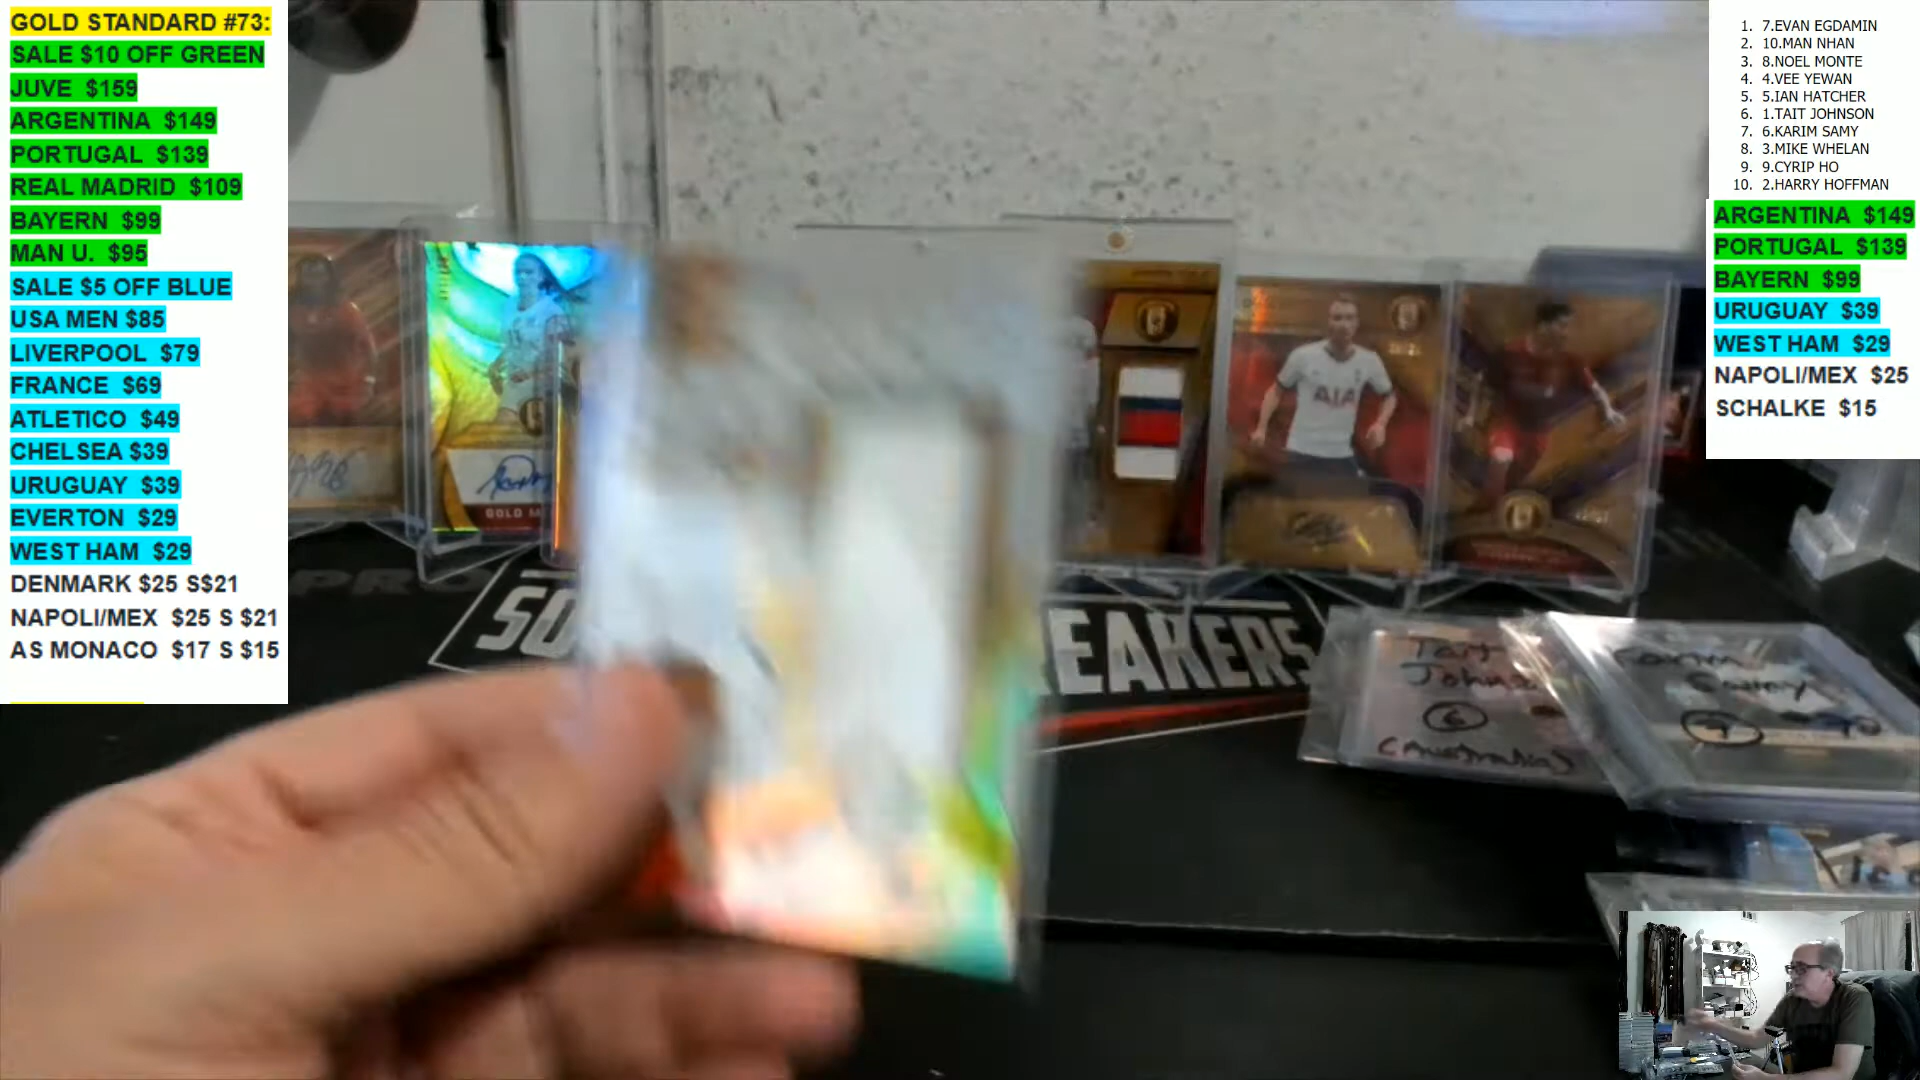 GOLD STANDARD #73:
SALE $10 OFF GREEN
JUVE $159
ARGENTINA $149
PORTUGAL $139
REAL MADRID $109
BAYERN $99
MAN U. $95
SALE $5 OFF BLUE
USA MEN $85
LIVERPOOL $79
FRANCE $69
ATLETICO $49
CHELSEA $39
URUGUAY $39
EVERTON $29
WEST HAM $29
DENMARK $25 S$21
NAPOLI/MEX $25 S $21
AS MONACO $17 S $15
1. 7.EVAN EGDAMIN
2. 10.MAN NHAN
3. 8.NOEL MONTE
4. 4.VEE YEWAN
5. 5.IAN HATCHER
6. 1.TAIT JOHNSON
7. 6.KARIM SAMY
8. 3.MIKE WHELAN
9. 9.CYRIP HO
10. 2.HARRY HOFFMAN
ARGENTINA $149
PORTUGAL $139
BAYERN $99
URUGUAY $39
WEST HAM $29
NAPOLI/MEX $25
SCHALKE $15
GOLD M
AIA
PRO
SO
EAKERS
Tait
Johnso
6
(Australia)
Samy
7